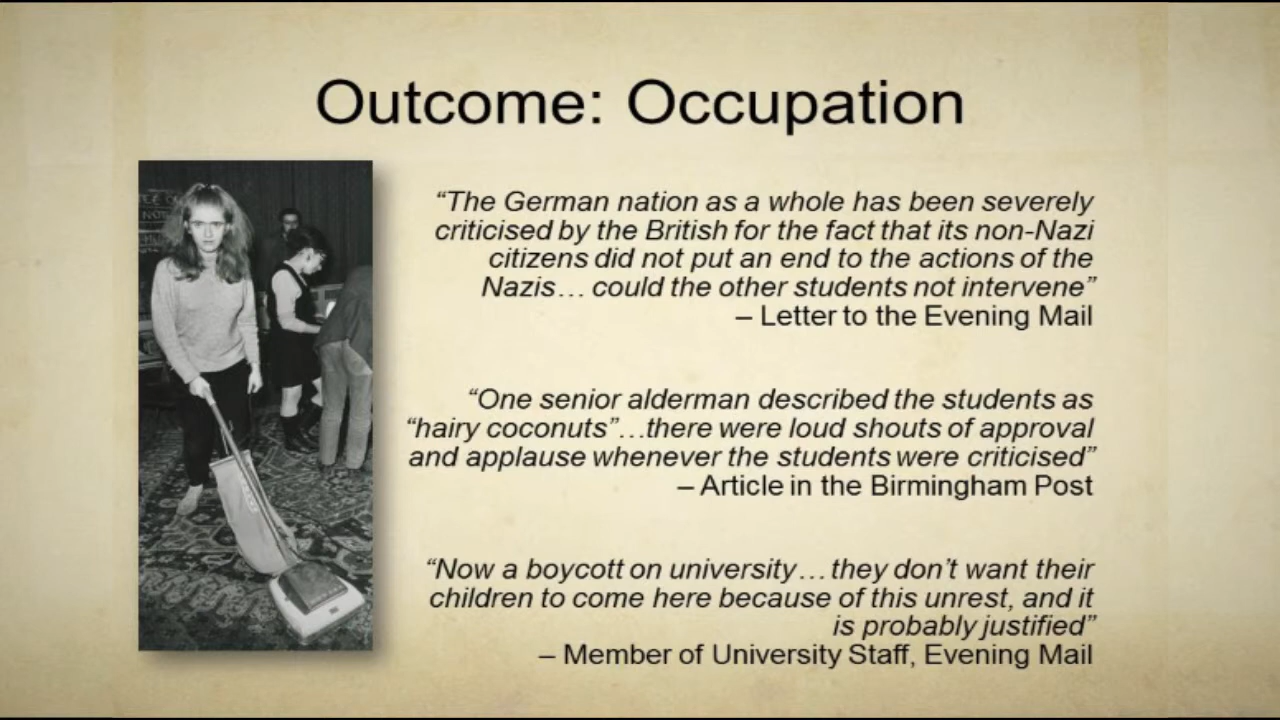 Outcome: Occupation
“The German nation as a whole has been severely
criticised by the British for the fact that its non-Nazi
citizens did not put an end to the actions of the
Nazis… could the other students not intervene”
– Letter to the Evening Mail
“One senior alderman described the students as
“hairy coconuts”…there were loud shouts of approval
and applause whenever the students were criticised”
– Article in the Birmingham Post
“Now a boycott on university… they don’t want their
children to come here because of this unrest, and it
is probably justified”
– Member of University Staff, Evening Mail